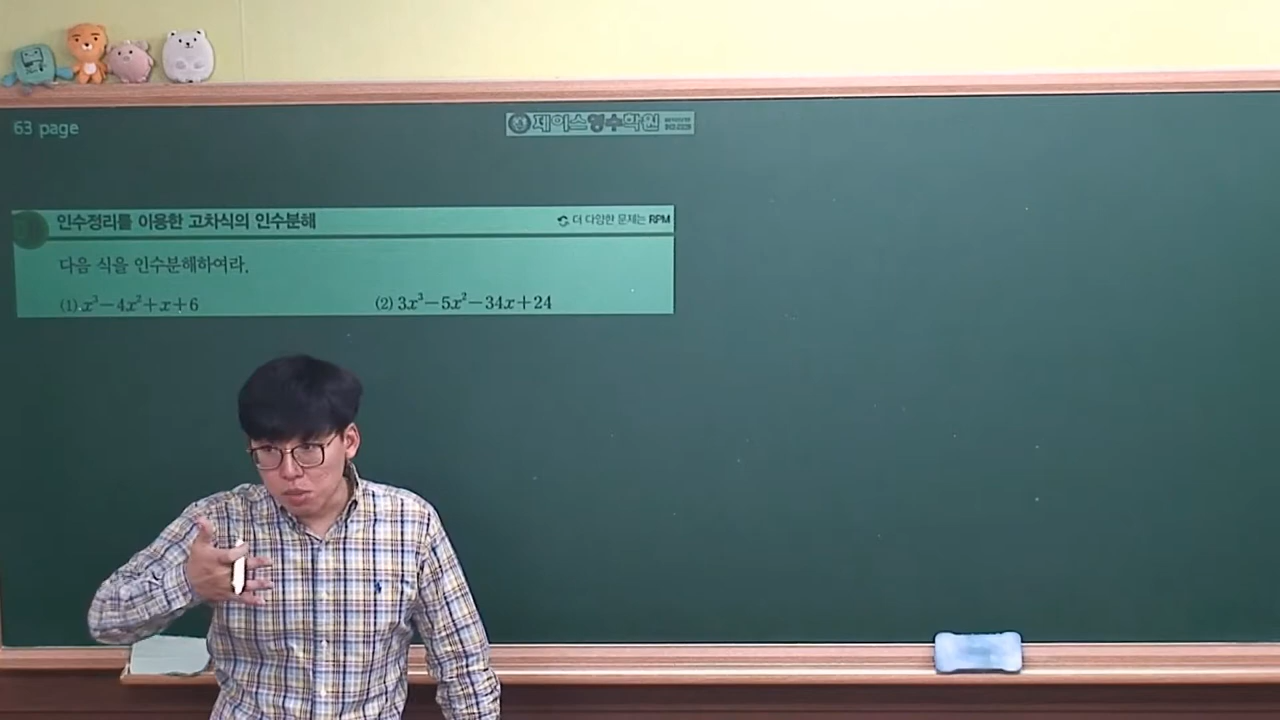 63 page
제이스영수학원
인수정리를 이용한 고차식의 인수분해
더 다양한 문제는 RPM
다음 식을 인수분해하여라.
(1) x³−4x²+x+6
(2) 3x³−5x²−34x+24